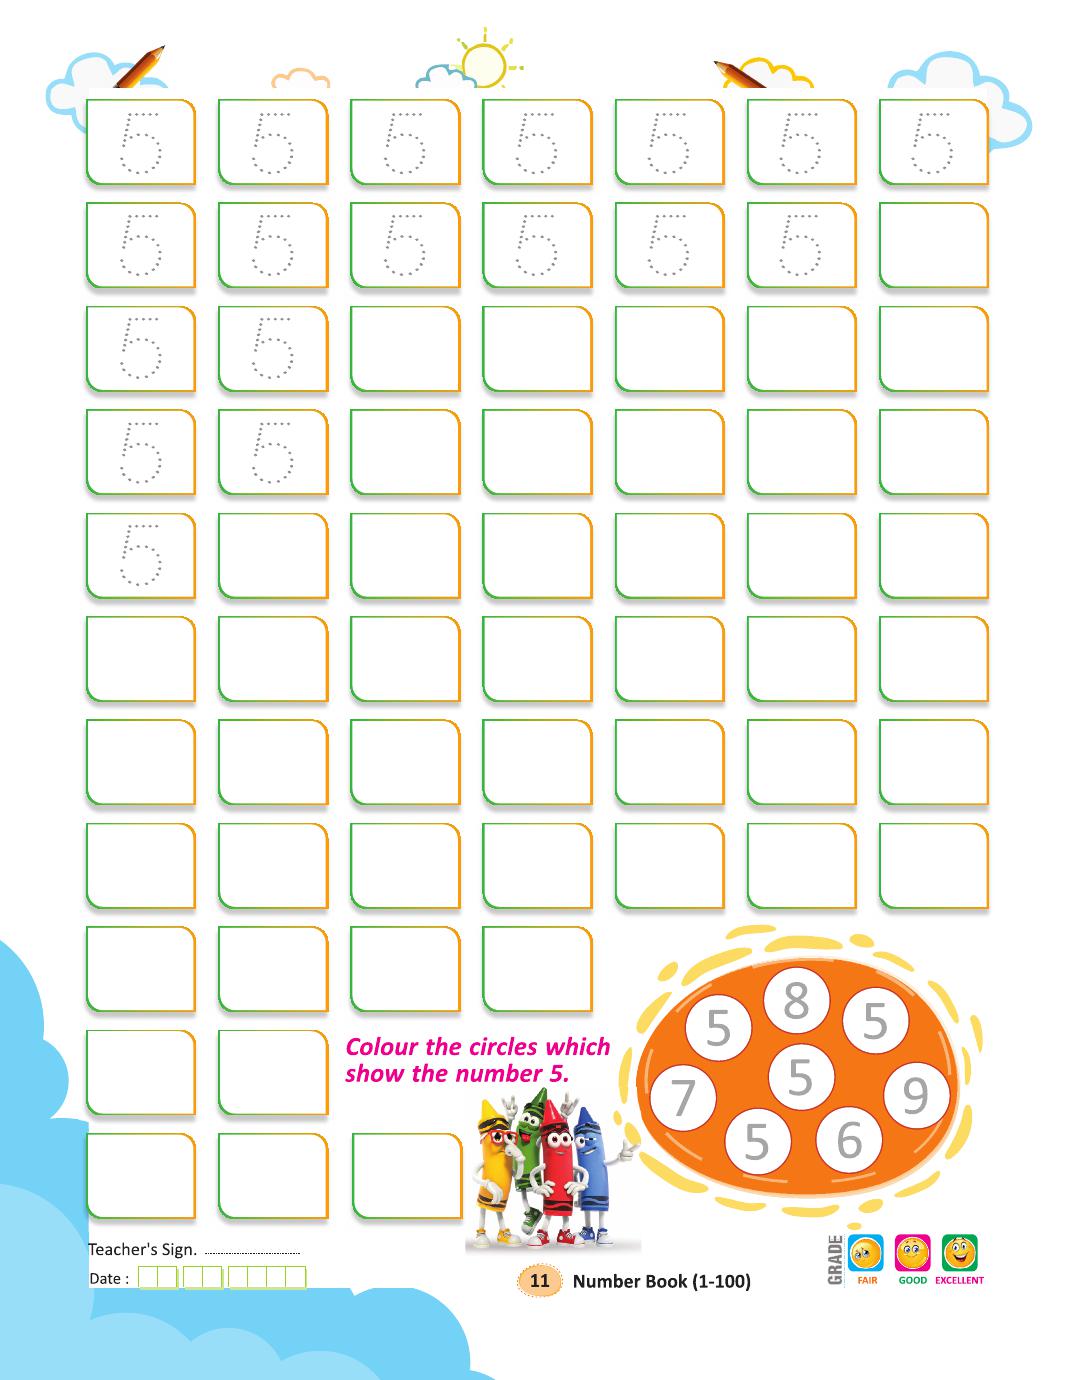 5 5 5 5 5 5 5
5 5 5 5 5 5
5 5
5 5
5
Colour the circles which
show the number 5.
8
5 5
5
7 9
5 6
Teacher's Sign.
Date :
11 Number Book (1-100)
GRADE
FAIR GOOD EXCELLENT